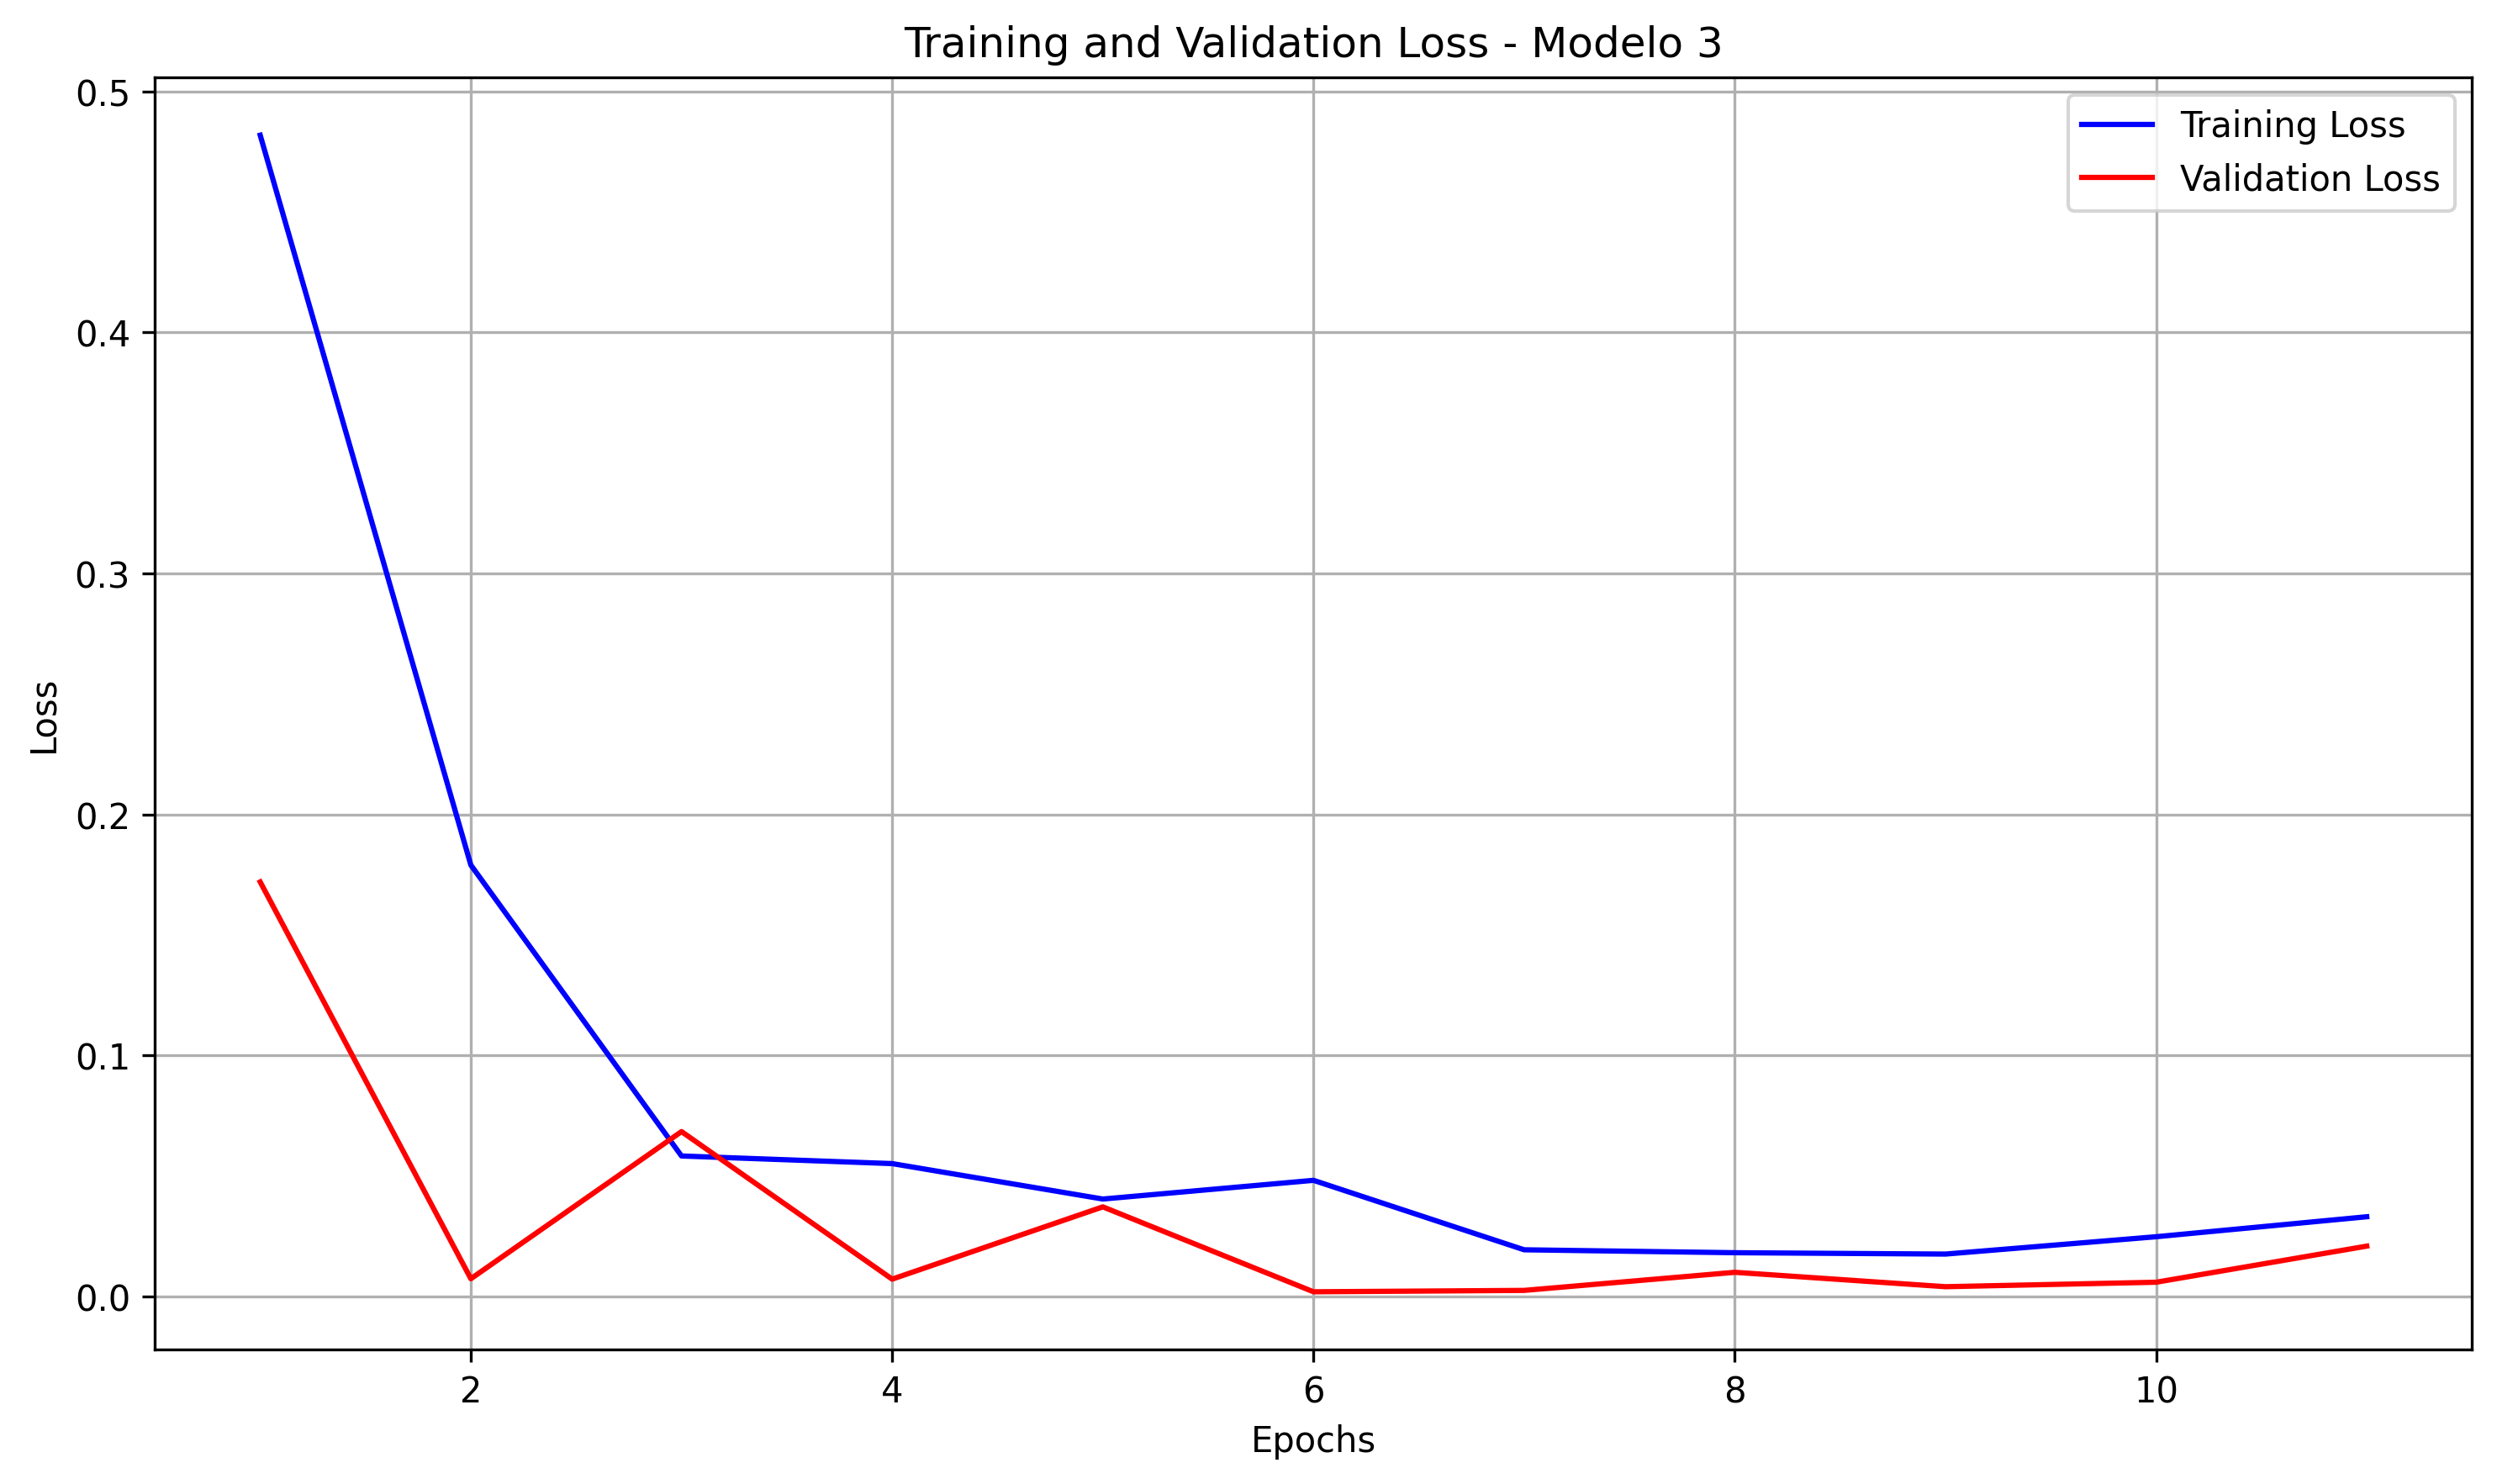 Training and Validation Loss - Modelo 3
Training Loss
Validation Loss
0.5
0.4
0.3
0.2
0.1
0.0
Loss
2 4 6 8 10
Epochs